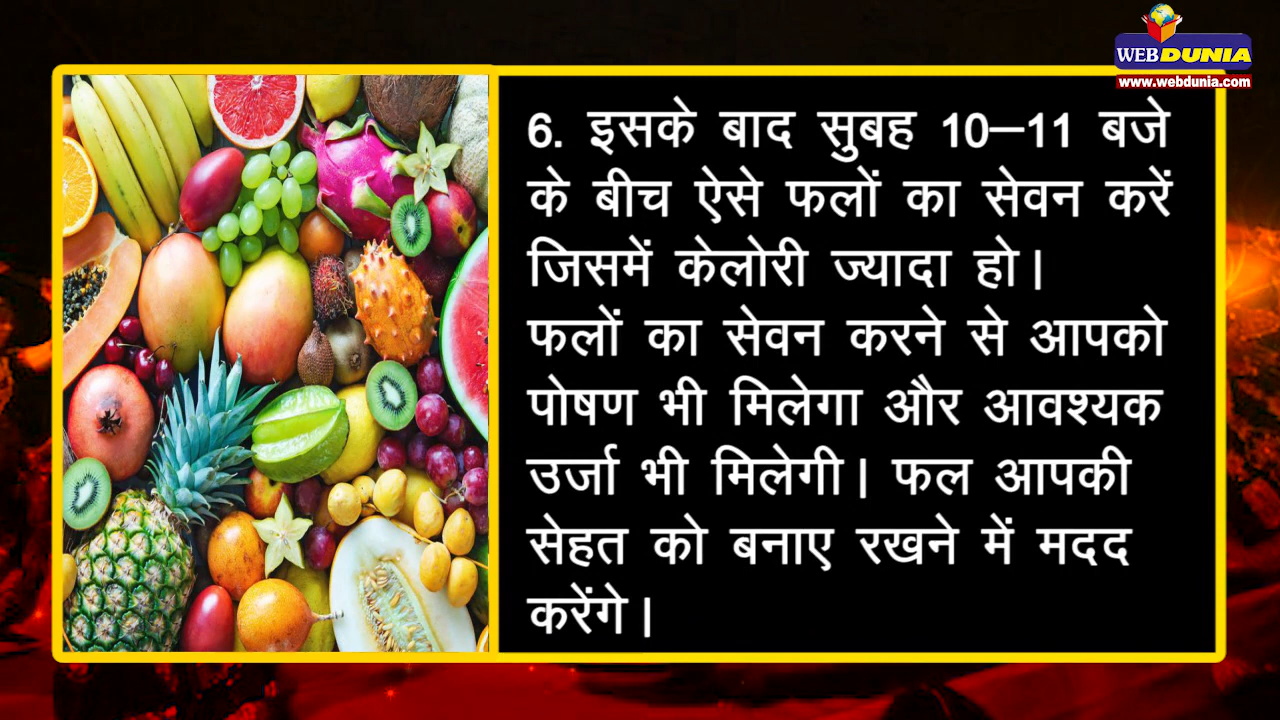 WEBDUNIA
www.webdunia.com
6. इसके बाद सुबह 10–11 बजे
के बीच ऐसे फलों का सेवन करें
जिसमें केलोरी ज्यादा हो।
फलों का सेवन करने से आपको
पोषण भी मिलेगा और आवश्यक
उर्जा भी मिलेगी। फल आपकी
सेहत को बनाए रखने में मदद
करेंगे।